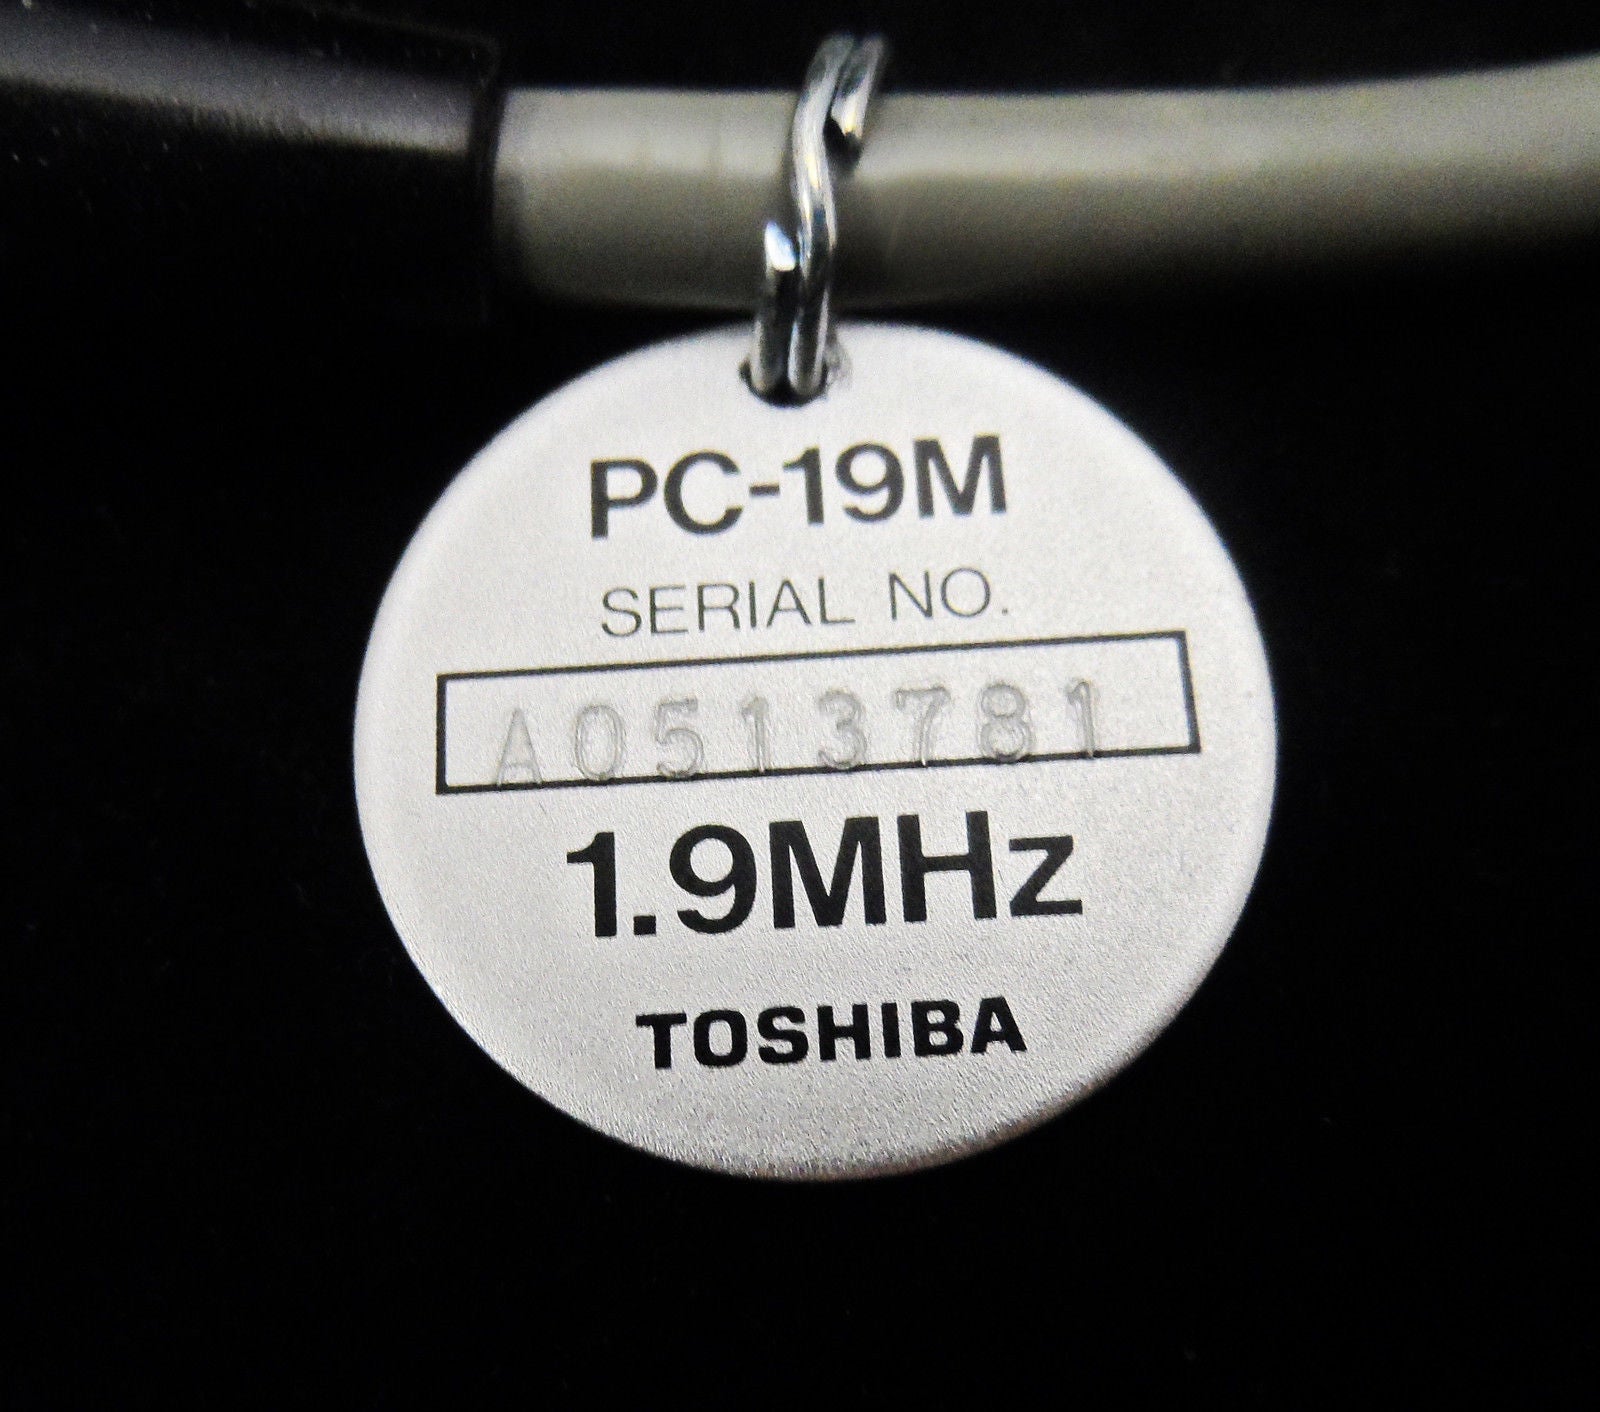 PC-19M
SERIAL NO.
A0513781
1.9MHz
TOSHIBA